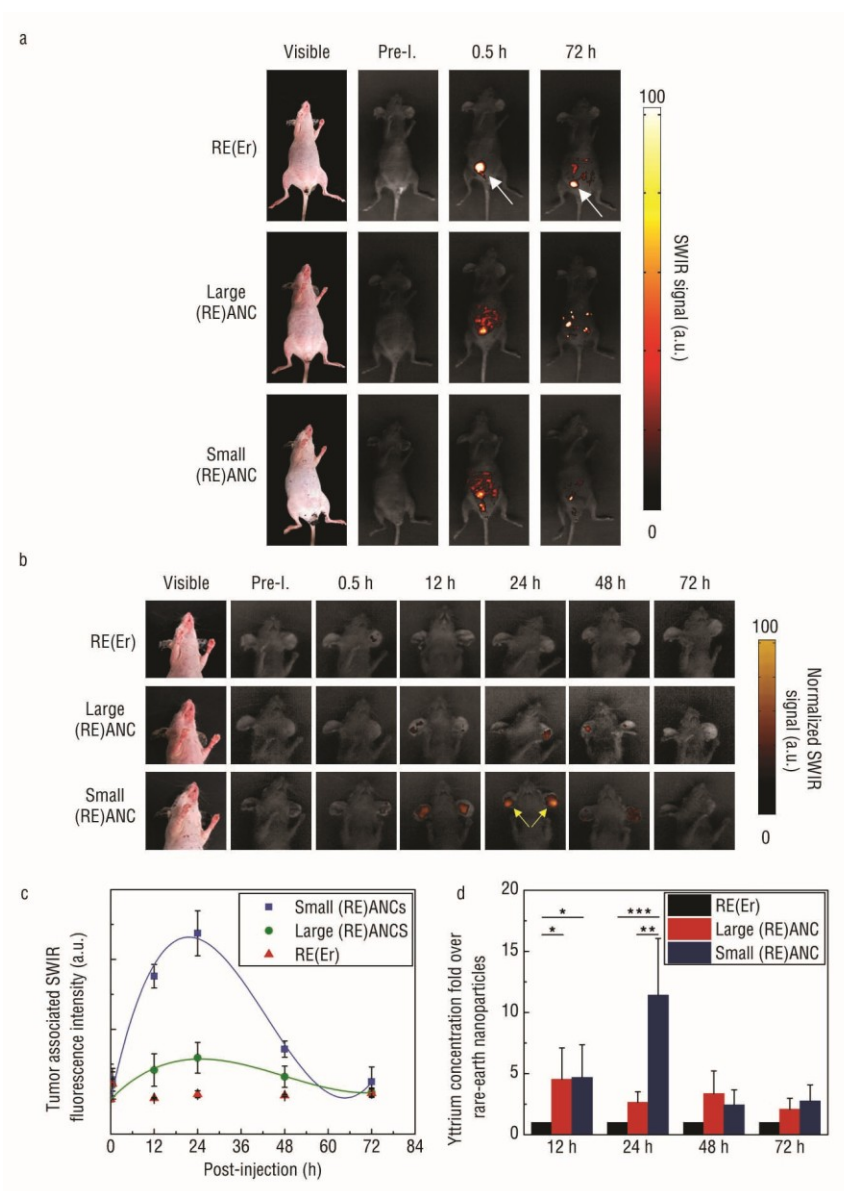 a
Visible Pre-I. 0.5 h 72 h
RE(Er)
Large
(RE)ANC
Small
(RE)ANC
100
SWIR signal (a.u.)
0
b
Visible Pre-I. 0.5 h 12 h 24 h 48 h 72 h
RE(Er)
Large
(RE)ANC
Small
(RE)ANC
100
Normalized SWIR
signal (a.u.)
0
c
Tumor associated SWIR
fluorescence intensity (a.u.)
Small (RE)ANCs
Large (RE)ANCS
RE(Er)
0 12 24 36 48 60 72 84
Post-injection (h)
d
Yttrium concentration fold over
rare-earth nanoparticles
20
15
10
5
0
RE(Er)
Large (RE)ANC
Small (RE)ANC
* ***
* **
12 h 24 h 48 h 72 h